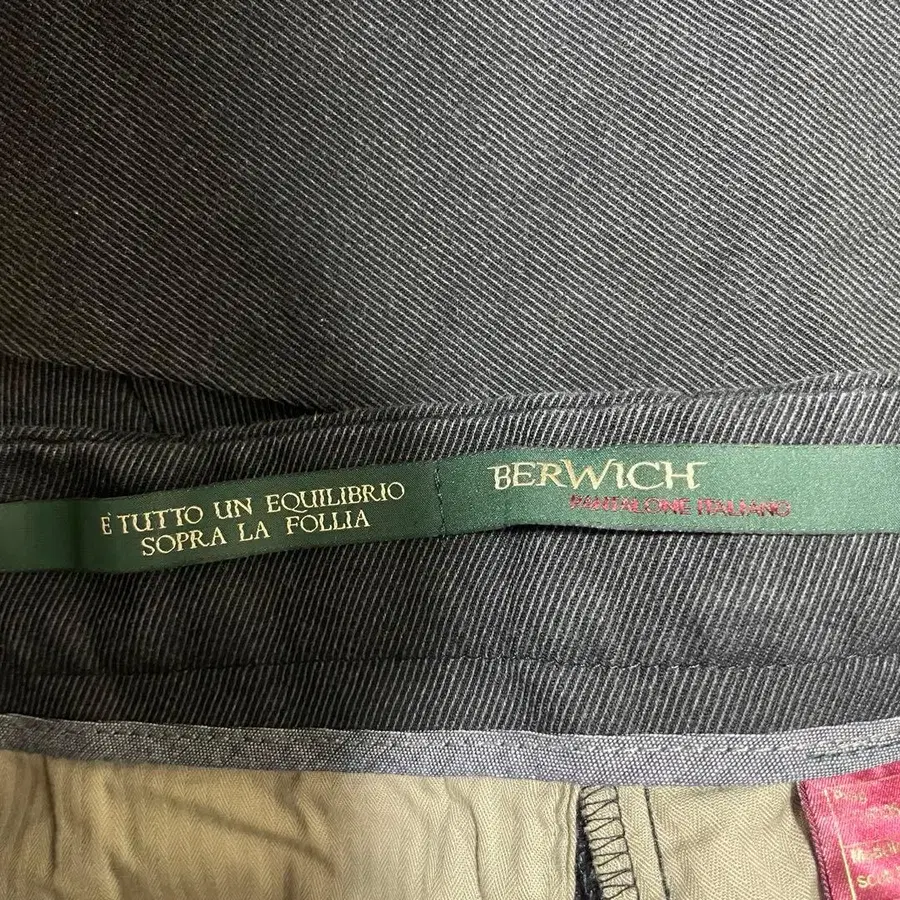 È TUTTO UN EQUILIBRIO
SOPRA LA FOLLIA
BERWICH
PANTALONE ITALIANO